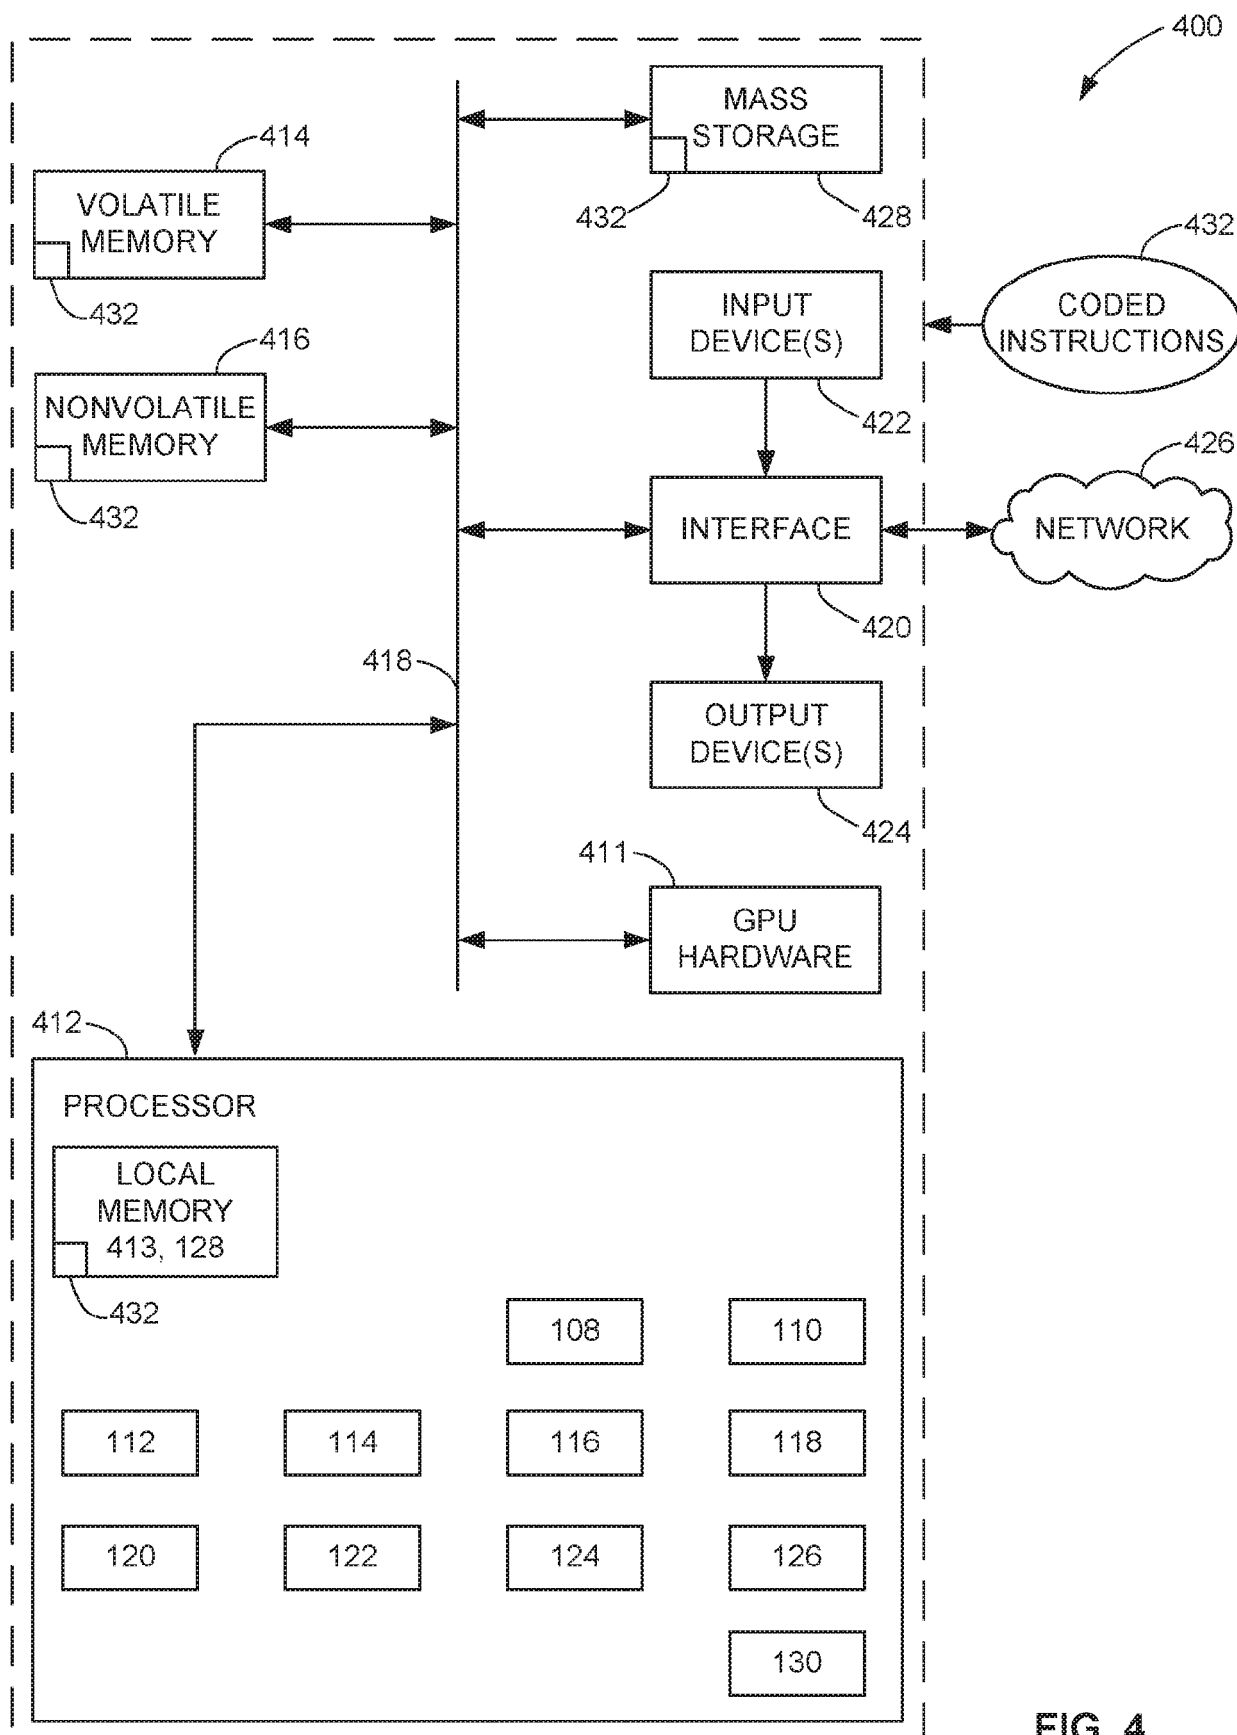 400
MASS
STORAGE
414
432
428
VOLATILE
MEMORY
432
432
CODED
INSTRUCTIONS
INPUT
DEVICE(S)
416
422
NONVOLATILE
MEMORY
426
432
INTERFACE
NETWORK
420
418
OUTPUT
DEVICE(S)
424
411
GPU
HARDWARE
412
PROCESSOR
LOCAL
MEMORY
413, 128
432
108
110
112
114
116
118
120
122
124
126
130
FIG. 4